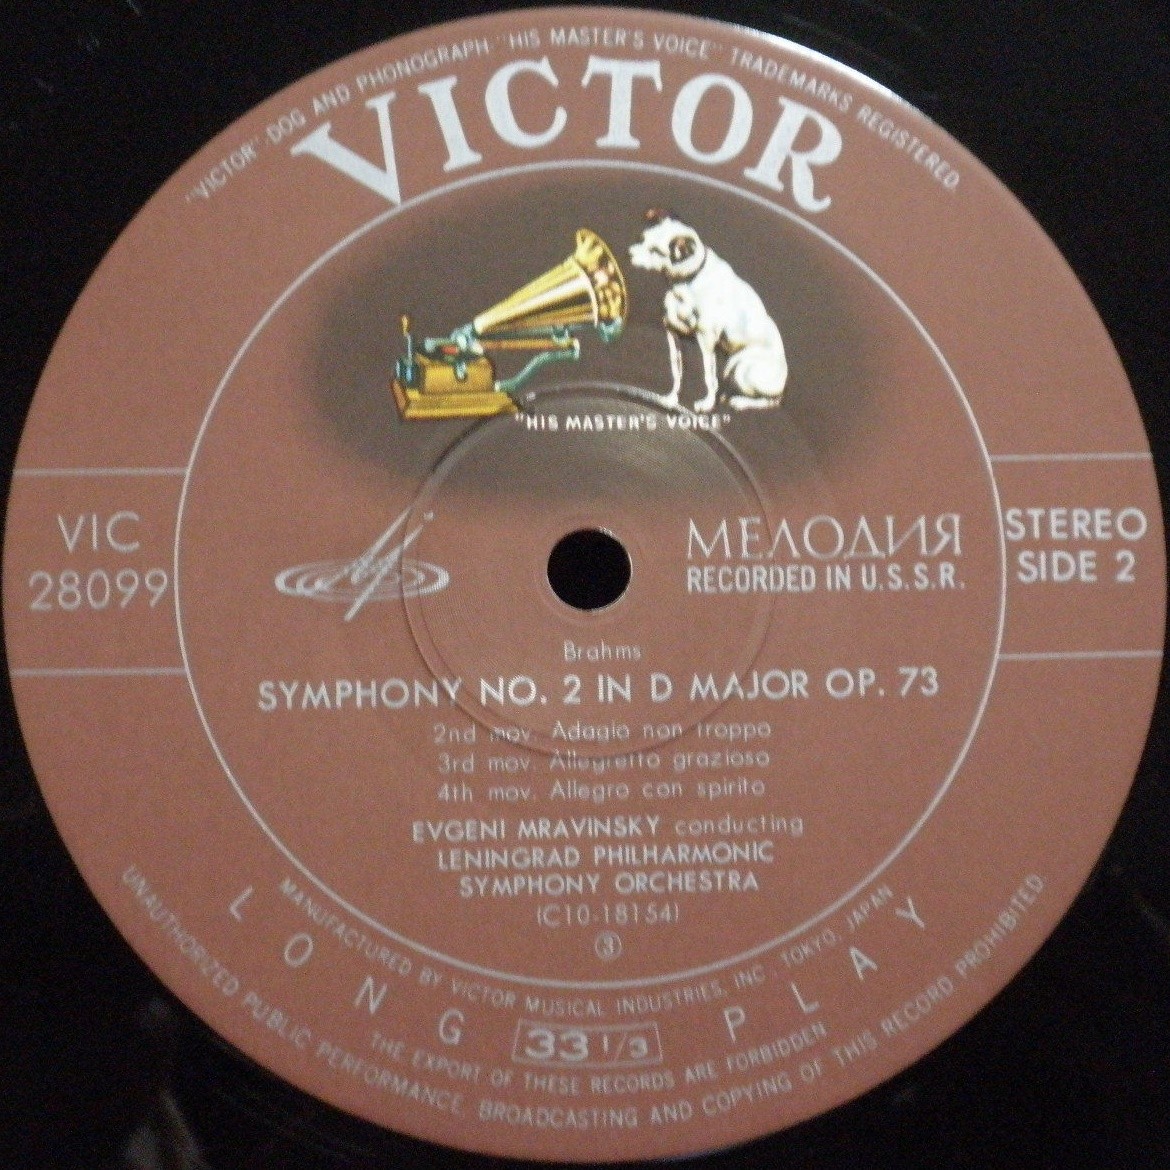 "VICTOR" DOG AND PHONOGRAPH "HIS MASTER'S VOICE" TRADEMARKS REGISTERED.
VICTOR
"HIS MASTER'S VOICE"
VIC
28099
МЕЛОДИЯ
RECORDED IN U.S.S.R.
STEREO
SIDE 2
Brahms
SYMPHONY NO. 2 IN D MAJOR OP. 73
2nd mov. Adagio non troppo
3rd mov. Allegretto grazioso
4th mov. Allegro con spirito
EVGENI MRAVINSKY conducting
LENINGRAD PHILHARMONIC
SYMPHONY ORCHESTRA
(C10-18154)
③
MANUFACTURED BY VICTOR MUSICAL INDUSTRIES, INC. TOKYO, JAPAN
LONG 33 1/3 PLAY
THE EXPORT OF THESE RECORDS ARE FORBIDDEN
UNAUTHORIZED PUBLIC PERFORMANCE, BROADCASTING AND COPYING OF THIS RECORD PROHIBITED.